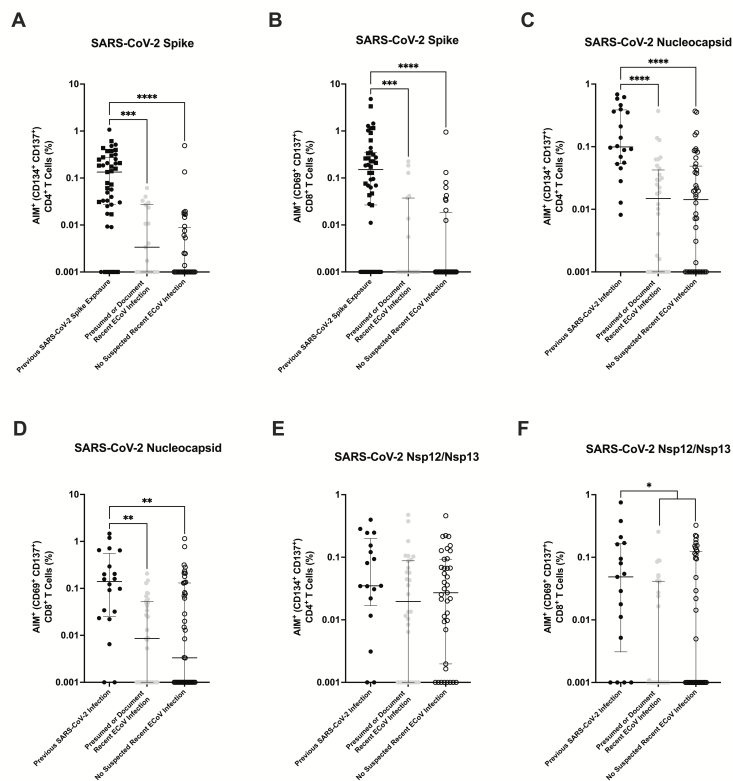 A
SARS-CoV-2 Spike
AIM⁺ (CD134⁺ CD137⁺)
CD4⁺ T Cells (%)
10
1
0.1
0.01
0.001
***
****
Previous SARS-CoV-2 Spike Exposure
Presumed or Document
Recent ECoV Infection
No Suspected Recent ECoV Infection
B
SARS-CoV-2 Spike
AIM⁺ (CD69⁺ CD137⁺)
CD8⁺ T Cells (%)
10
1
0.1
0.01
0.001
***
****
Previous SARS-CoV-2 Spike Exposure
Presumed or Document
Recent ECoV Infection
No Suspected Recent ECoV Infection
C
SARS-CoV-2 Nucleocapsid
AIM⁺ (CD134⁺ CD137⁺)
CD4⁺ T Cells (%)
1
0.1
0.01
0.001
****
****
Previous SARS-CoV-2 Infection
Presumed or Document
Recent ECoV Infection
No Suspected Recent ECoV Infection
D
SARS-CoV-2 Nucleocapsid
AIM⁺ (CD69⁺ CD137⁺)
CD8⁺ T Cells (%)
10
1
0.1
0.01
0.001
**
**
Previous SARS-CoV-2 Infection
Presumed or Document
Recent ECoV Infection
No Suspected Recent ECoV Infection
E
SARS-CoV-2 Nsp12/Nsp13
AIM⁺ (CD134⁺ CD137⁺)
CD4⁺ T Cells (%)
1
0.1
0.01
0.001
Previous SARS-CoV-2 Infection
Presumed or Document
Recent ECoV Infection
No Suspected Recent ECoV Infection
F
SARS-CoV-2 Nsp12/Nsp13
AIM⁺ (CD69⁺ CD137⁺)
CD8⁺ T Cells (%)
1
0.1
0.01
0.001
*
Previous SARS-CoV-2 Infection
Presumed or Document
Recent ECoV Infection
No Suspected Recent ECoV Infection